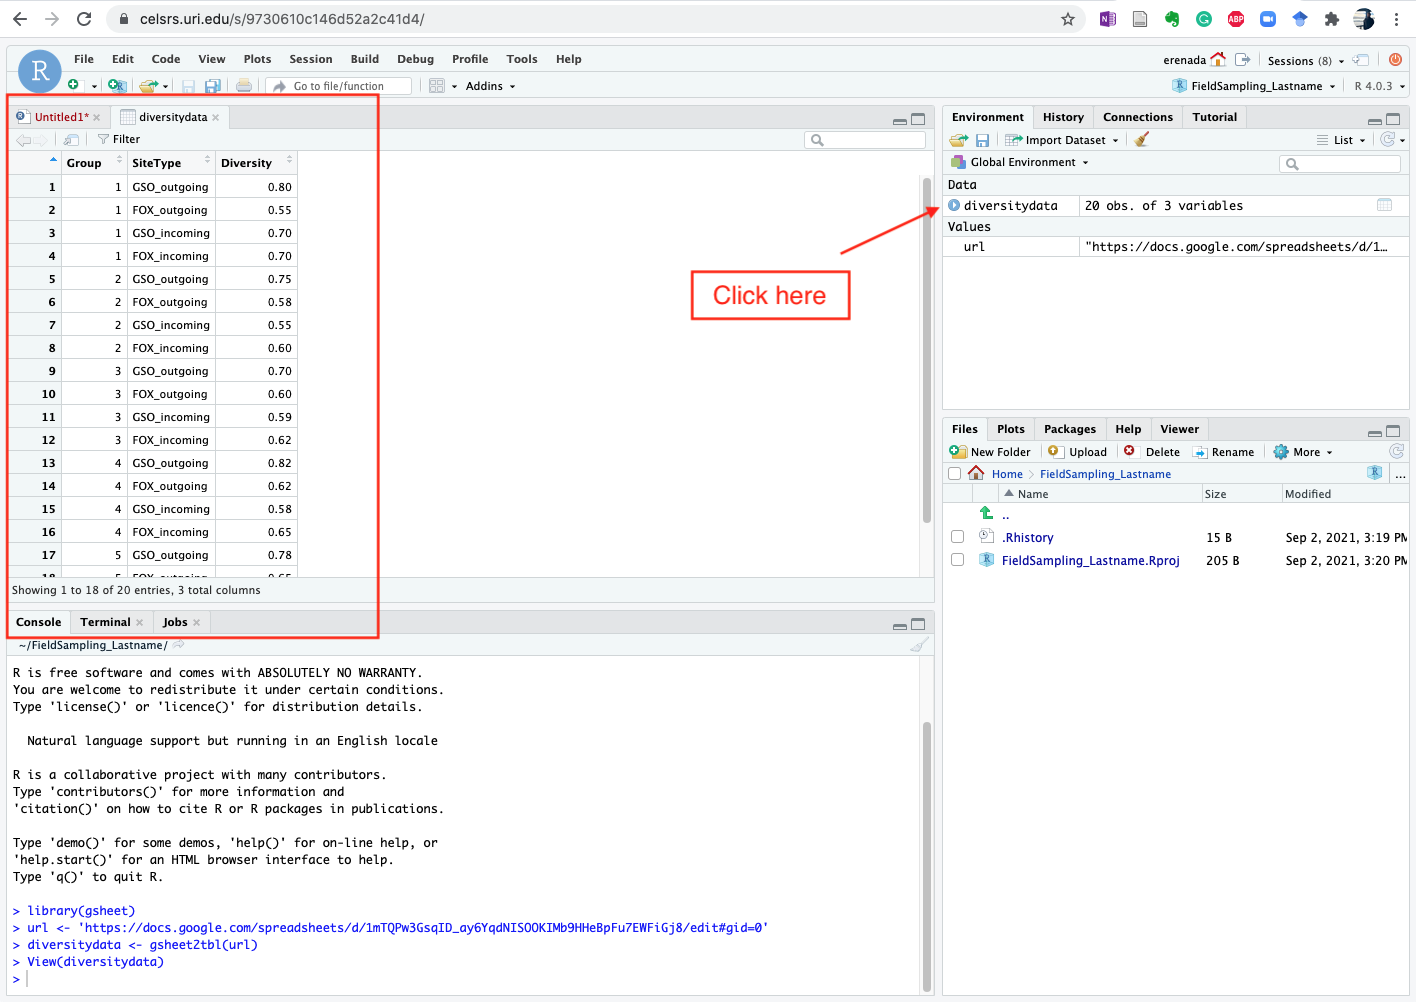 celsrs.uri.edu/s/9730610c146d52a2c41d4/
N
ABP
R
File Edit Code View Plots Session Build Debug Profile Tools Help
erenada Sessions (8)
Go to file/function Addins
FieldSampling_Lastname R 4.0.3
Untitled1* diversitydata
Filter
Group SiteType Diversity
1 1 GSO_outgoing 0.80
2 1 FOX_outgoing 0.55
3 1 GSO_incoming 0.70
4 1 FOX_incoming 0.70
5 2 GSO_outgoing 0.75
6 2 FOX_outgoing 0.58
7 2 GSO_incoming 0.55
8 2 FOX_incoming 0.60
9 3 GSO_outgoing 0.70
10 3 FOX_outgoing 0.60
11 3 GSO_incoming 0.59
12 3 FOX_incoming 0.62
13 4 GSO_outgoing 0.82
14 4 FOX_outgoing 0.62
15 4 GSO_incoming 0.58
16 4 FOX_incoming 0.65
17 5 GSO_outgoing 0.78
Showing 1 to 18 of 20 entries, 3 total columns
Click here
Environment History Connections Tutorial
Import Dataset List
Global Environment
Data
diversitydata 20 obs. of 3 variables
Values
url "https://docs.google.com/spreadsheets/d/1…
Files Plots Packages Help Viewer
New Folder Upload Delete Rename More
Home FieldSampling_Lastname ...
Name Size Modified
..
.Rhistory 15 B Sep 2, 2021, 3:19 PM
FieldSampling_Lastname.Rproj 205 B Sep 2, 2021, 3:20 PM
Console Terminal Jobs
~/FieldSampling_Lastname/
R is free software and comes with ABSOLUTELY NO WARRANTY.
You are welcome to redistribute it under certain conditions.
Type 'license()' or 'licence()' for distribution details.
Natural language support but running in an English locale
R is a collaborative project with many contributors.
Type 'contributors()' for more information and
'citation()' on how to cite R or R packages in publications.
Type 'demo()' for some demos, 'help()' for on-line help, or
'help.start()' for an HTML browser interface to help.
Type 'q()' to quit R.
> library(gsheet)
> url <- 'https://docs.google.com/spreadsheets/d/1mTQPw3GsqID_ay6YqdNISOOKIMb9HHeBpFu7EWFiGj8/edit#gid=0'
> diversitydata <- gsheet2tbl(url)
> View(diversitydata)
>